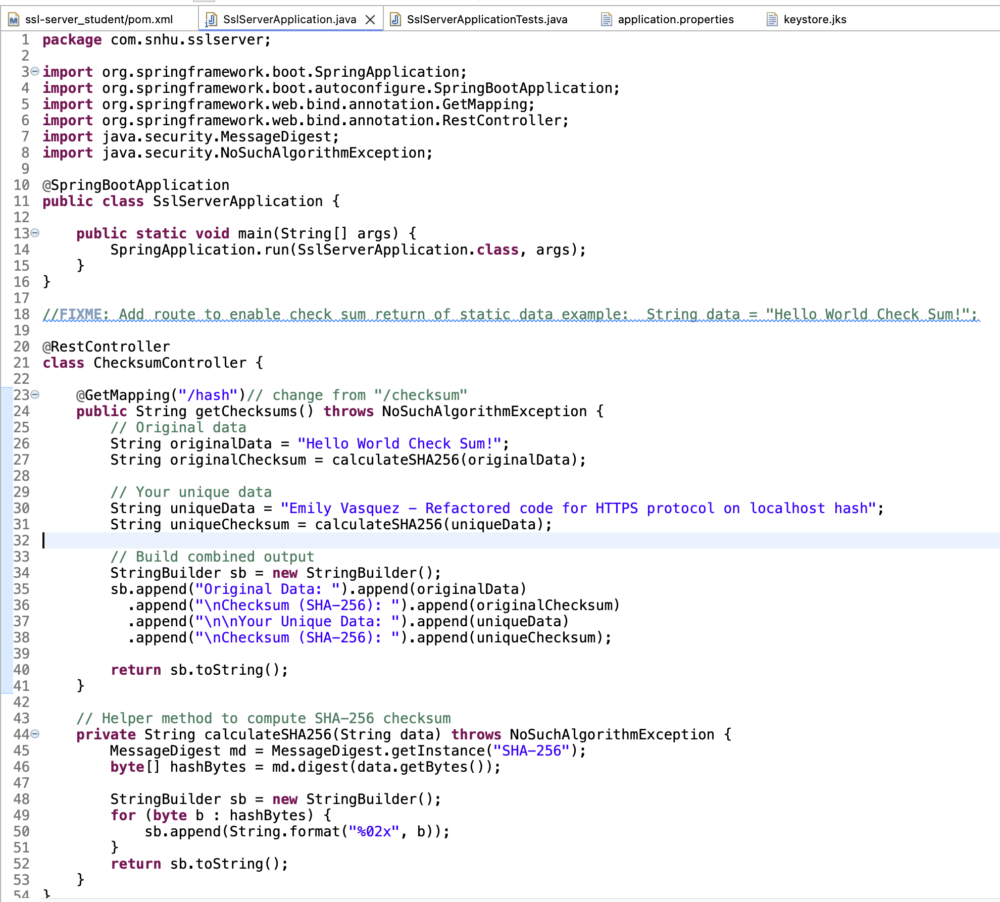 ssl-server_student/pom.xml SslServerApplication.java SslServerApplicationTests.java application.properties keystore.jks
1 package com.snhu.sslserver;
2
3 import org.springframework.boot.SpringApplication;
4 import org.springframework.boot.autoconfigure.SpringBootApplication;
5 import org.springframework.web.bind.annotation.GetMapping;
6 import org.springframework.web.bind.annotation.RestController;
7 import java.security.MessageDigest;
8 import java.security.NoSuchAlgorithmException;
9
10 @SpringBootApplication
11 public class SslServerApplication {
12
13     public static void main(String[] args) {
14         SpringApplication.run(SslServerApplication.class, args);
15     }
16 }
17
18 //FIXME: Add route to enable check sum return of static data example:  String data = "Hello World Check Sum!";
19
20 @RestController
21 class ChecksumController {
22
23     @GetMapping("/hash")// change from "/checksum"
24     public String getChecksums() throws NoSuchAlgorithmException {
25         // Original data
26         String originalData = "Hello World Check Sum!";
27         String originalChecksum = calculateSHA256(originalData);
28
29         // Your unique data
30         String uniqueData = "Emily Vasquez – Refactored code for HTTPS protocol on localhost hash";
31         String uniqueChecksum = calculateSHA256(uniqueData);
32
33         // Build combined output
34         StringBuilder sb = new StringBuilder();
35         sb.append("Original Data: ").append(originalData)
36           .append("\nChecksum (SHA-256): ").append(originalChecksum)
37           .append("\n\nYour Unique Data: ").append(uniqueData)
38           .append("\nChecksum (SHA-256): ").append(uniqueChecksum);
39
40         return sb.toString();
41     }
42
43     // Helper method to compute SHA-256 checksum
44     private String calculateSHA256(String data) throws NoSuchAlgorithmException {
45         MessageDigest md = MessageDigest.getInstance("SHA-256");
46         byte[] hashBytes = md.digest(data.getBytes());
47
48         StringBuilder sb = new StringBuilder();
49         for (byte b : hashBytes) {
50             sb.append(String.format("%02x", b));
51         }
52         return sb.toString();
53     }
54 }